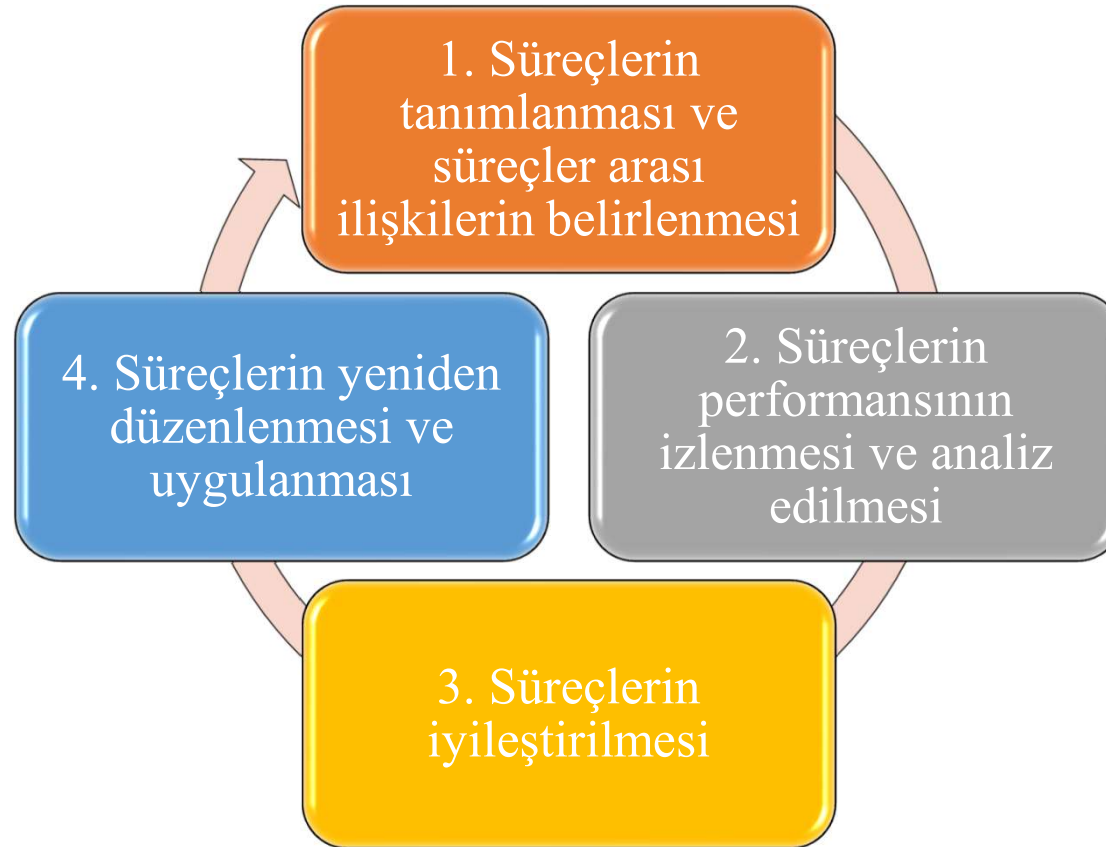 1. Süreçlerin
tanımlanması ve
süreçler arası
ilişkilerin belirlenmesi
2. Süreçlerin
performansının
izlenmesi ve analiz
edilmesi
3. Süreçlerin
iyileştirilmesi
4. Süreçlerin yeniden
düzenlenmesi ve
uygulanması